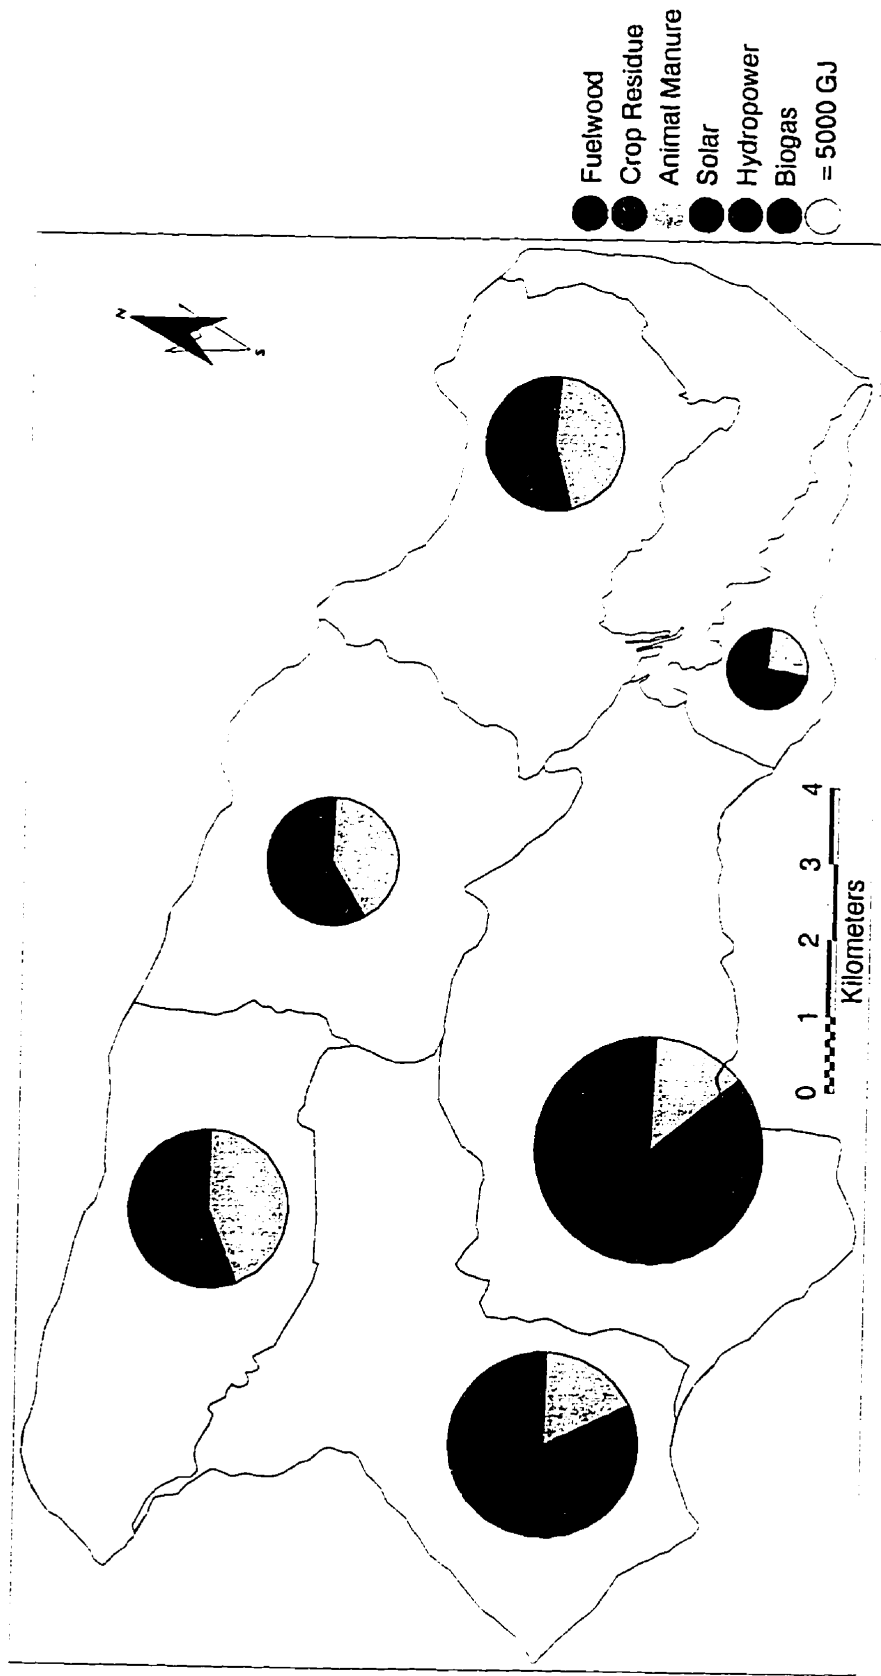 N
S
Fuelwood
Crop Residue
Animal Manure
Solar
Hydropower
Biogas
= 5000 GJ
0 1 2 3 4
Kilometers